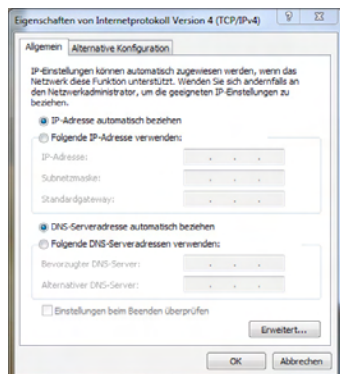 Eigenschaften von Internetprotokoll Version 4 (TCP/IPv4)
Allgemein Alternative Konfiguration
IP-Einstellungen können automatisch zugewiesen werden, wenn das
Netzwerk diese Funktion unterstützt. Wenden Sie sich andernfalls an
den Netzwerkadministrator, um die geeigneten IP-Einstellungen zu
beziehen.
IP-Adresse automatisch beziehen
Folgende IP-Adresse verwenden:
IP-Adresse:
Subnetzmaske:
Standardgateway:
DNS-Serveradresse automatisch beziehen
Folgende DNS-Serveradressen verwenden:
Bevorzugter DNS-Server:
Alternativer DNS-Server:
Einstellungen beim Beenden überprüfen
Erweitert...
OK Abbrechen